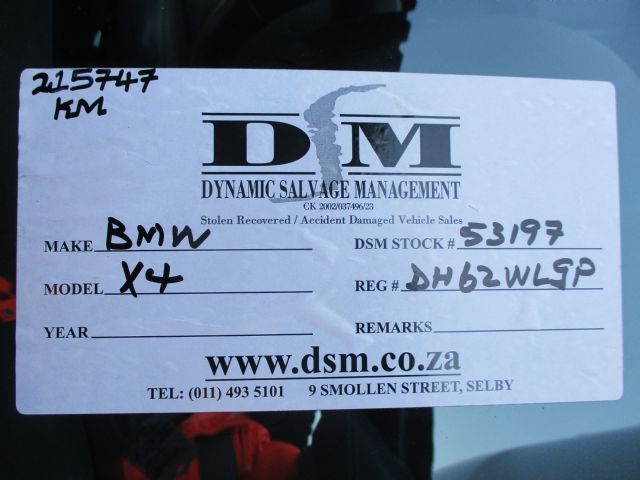 215747
KM
DSM
DYNAMIC SALVAGE MANAGEMENT
CK 2002/037496/23
Stolen Recovered / Accident Damaged Vehicle Sales
MAKE BMW
DSM STOCK # 53197
MODEL X4
REG # DH62WLGP
YEAR
REMARKS
www.dsm.co.za
TEL: (011) 493 5101 9 SMOLLEN STREET, SELBY